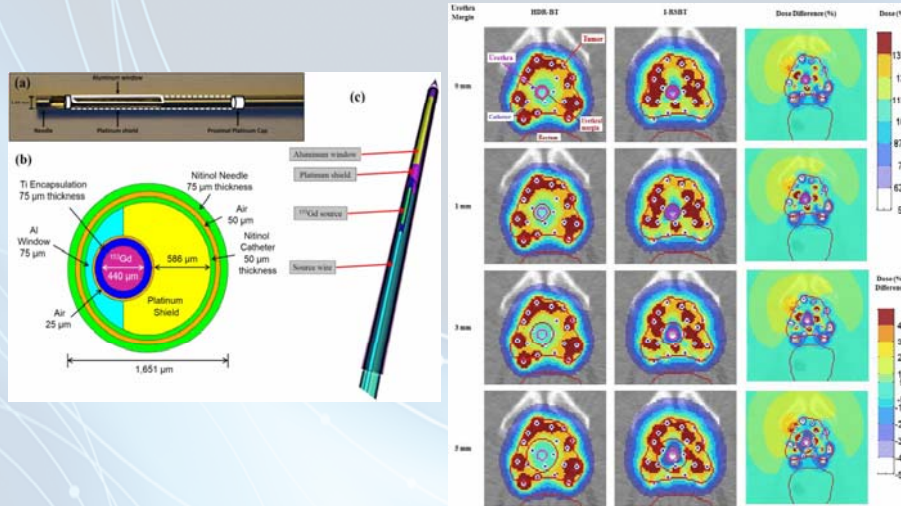 (a)
Aluminum window
Needle
Platinum shield
Proximal Platinum Cap
(b)
Ti Encapsulation
75 µm thickness
Nitinol Needle
75 µm thickness
Air
50 µm
Al
Window
75 µm
153Gd
440 µm
586 µm
Nitinol
Catheter
50 µm
thickness
Platinum
Shield
Air
25 µm
1,651 µm
(c)
Aluminum window
Platinum shield
153Gd source
Source wire
Urethra
Margin
HDR-BT
I-RSBT
Dose Difference (%)
Dose (%
0 mm
Urethra
Tumor
Catheter
Urethral
margin
Rectum
1 mm
3 mm
5 mm
Dose (%)
Difference